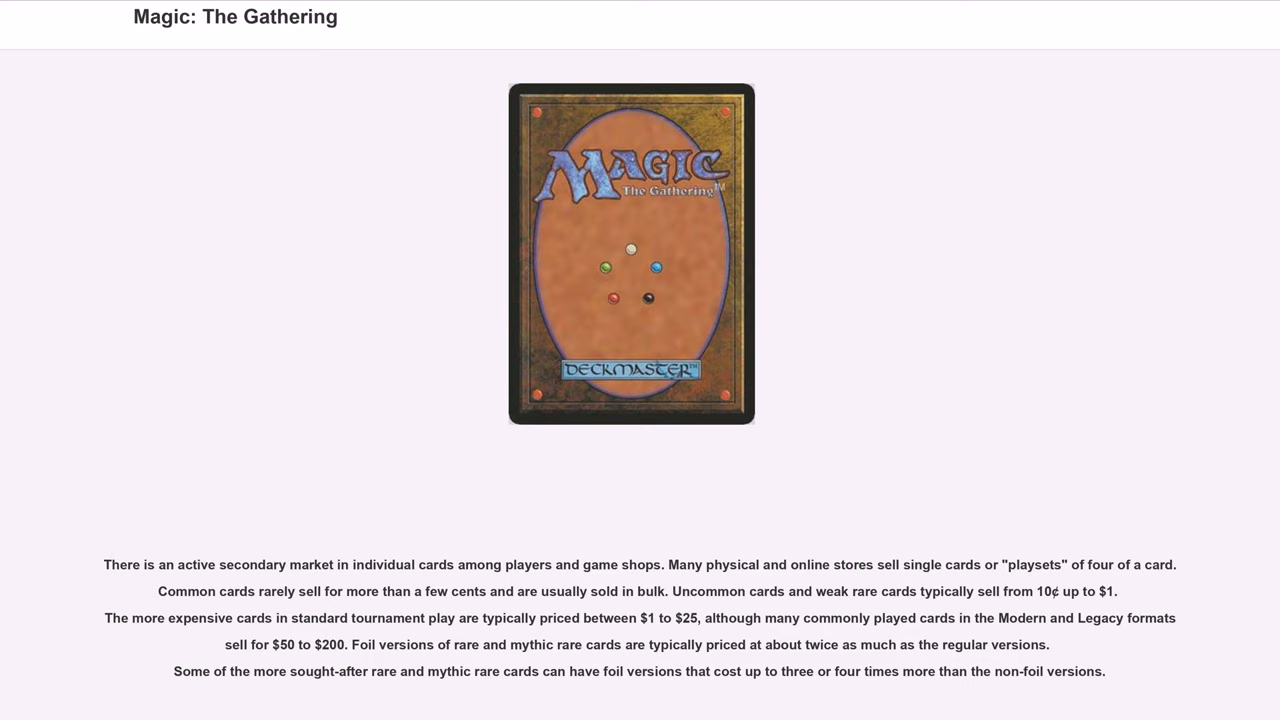 Magic: The Gathering
MAGIC
The Gathering™
DECKMASTER™
There is an active secondary market in individual cards among players and game shops. Many physical and online stores sell single cards or "playsets" of four of a card.
Common cards rarely sell for more than a few cents and are usually sold in bulk. Uncommon cards and weak rare cards typically sell from 10¢ up to $1.
The more expensive cards in standard tournament play are typically priced between $1 to $25, although many commonly played cards in the Modern and Legacy formats
sell for $50 to $200. Foil versions of rare and mythic rare cards are typically priced at about twice as much as the regular versions.
Some of the more sought-after rare and mythic rare cards can have foil versions that cost up to three or four times more than the non-foil versions.